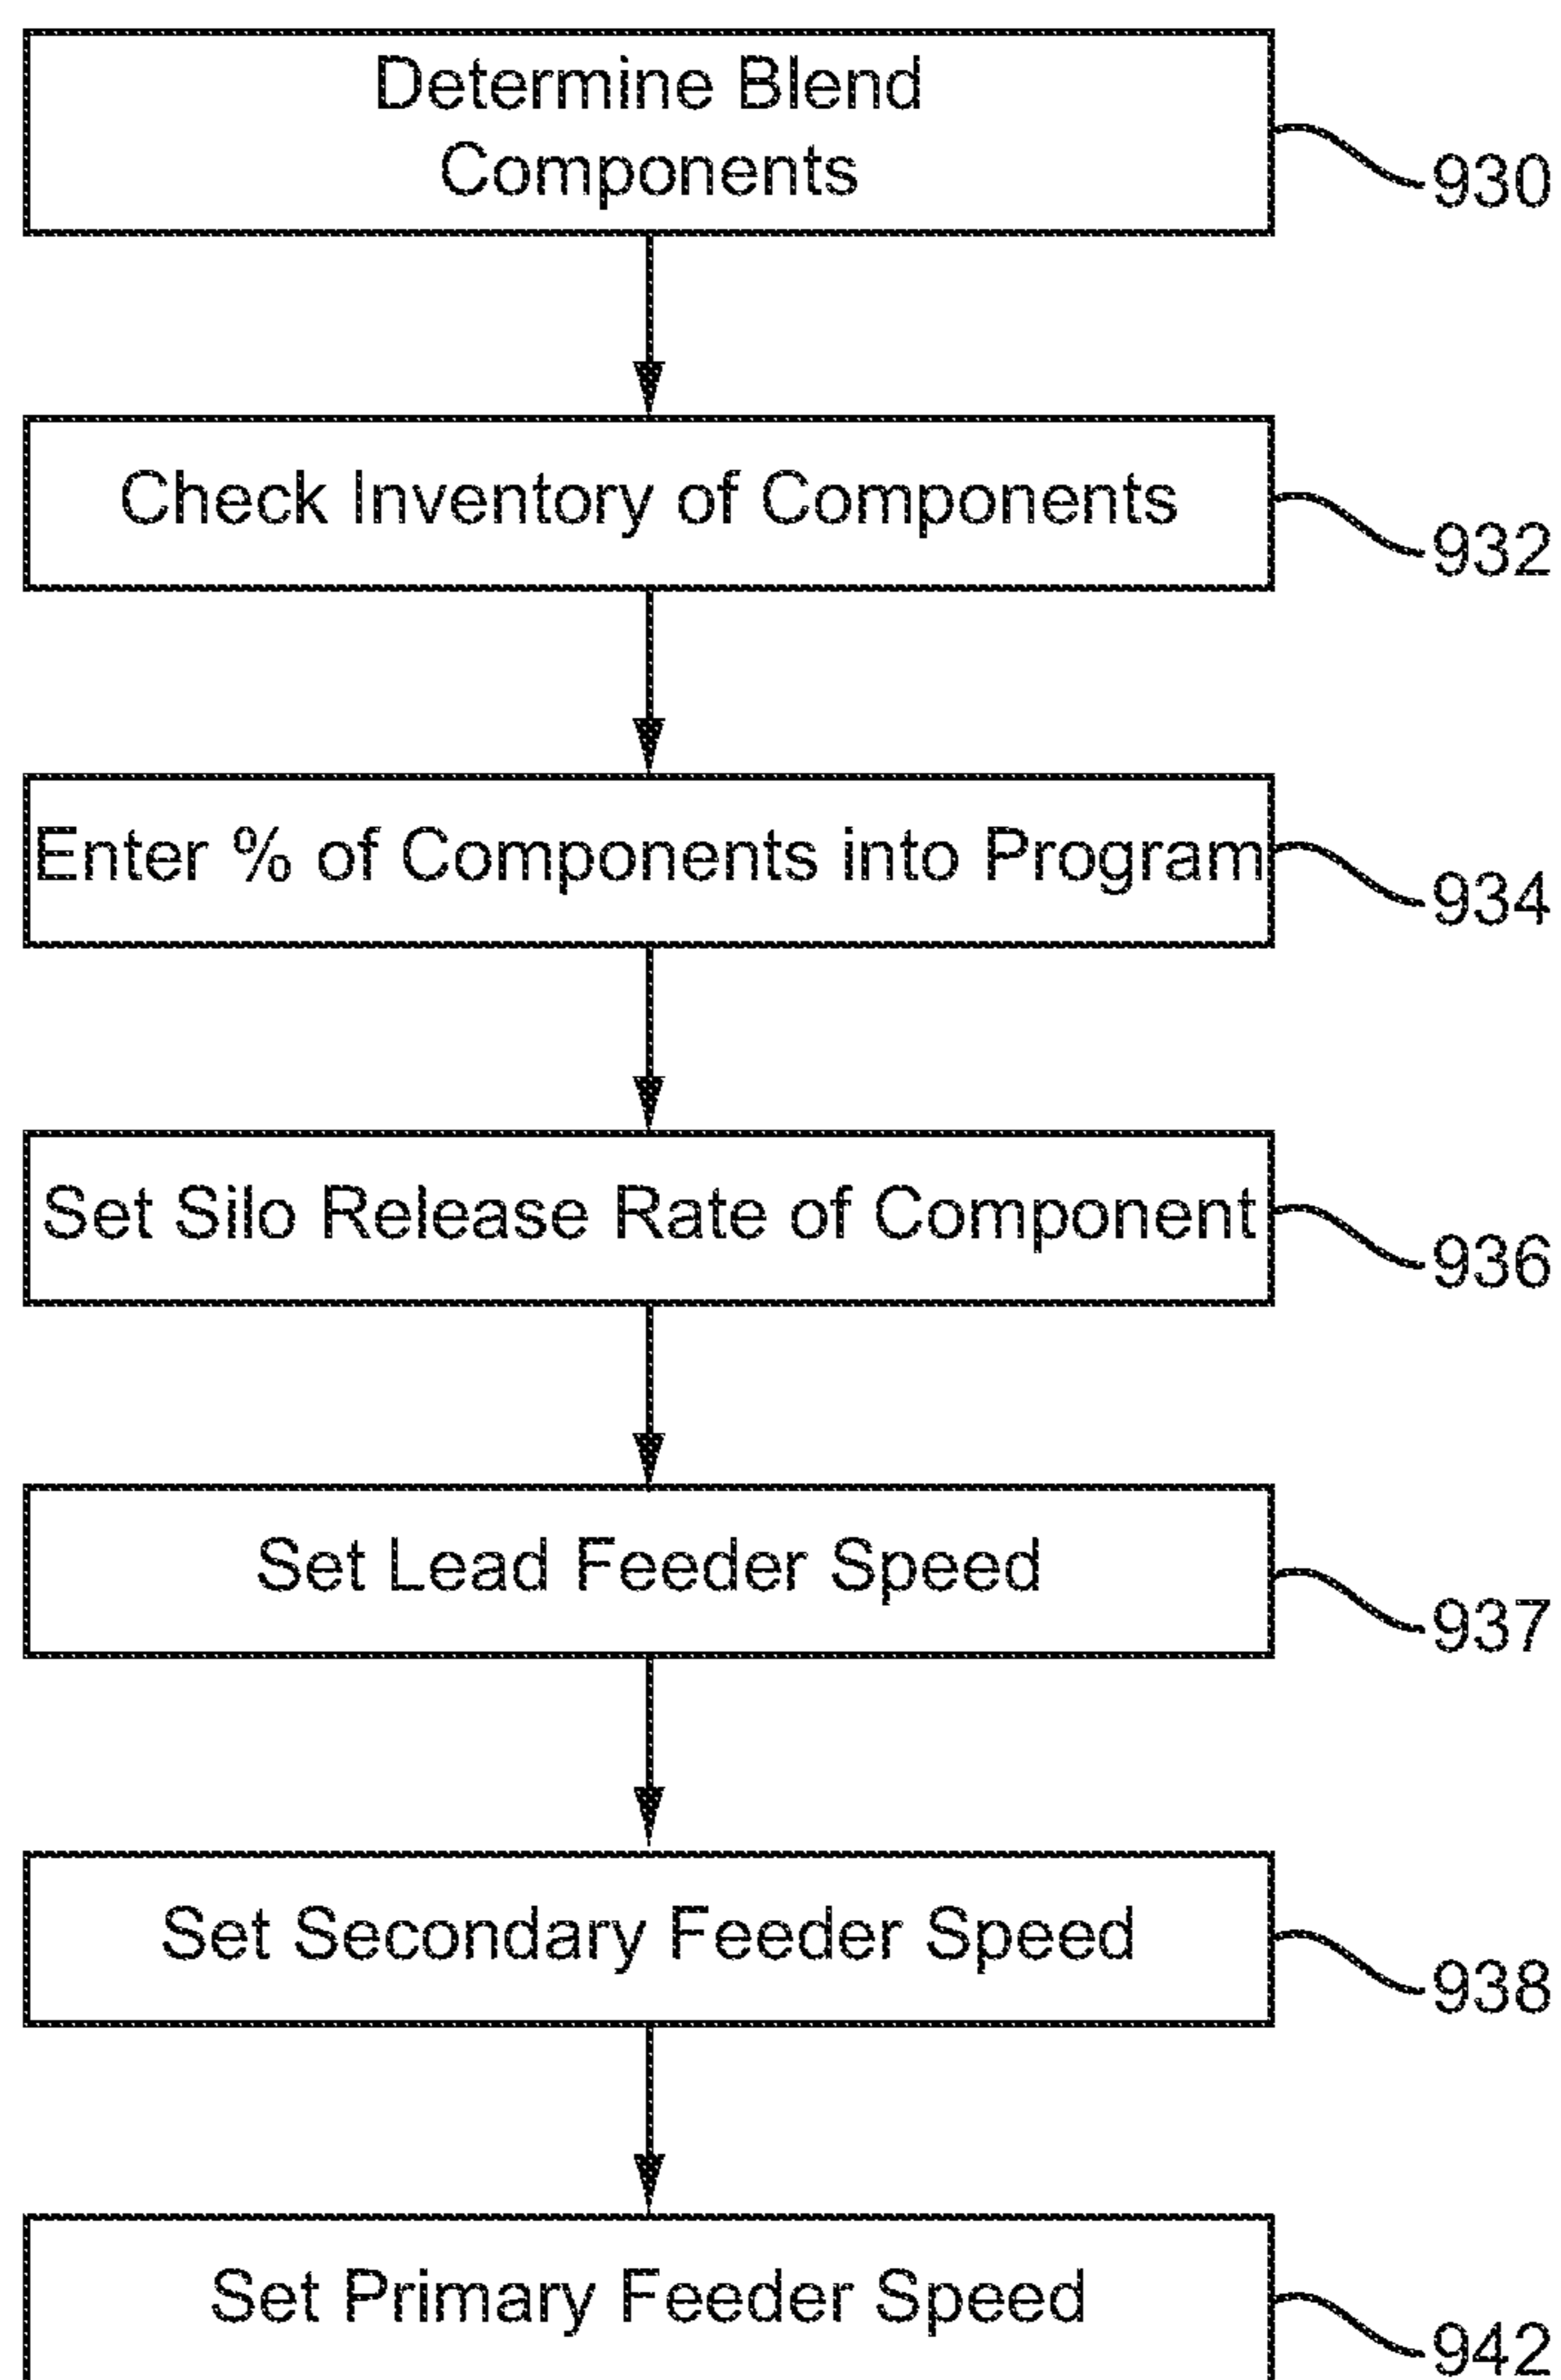 Determine Blend
Components
930
Check Inventory of Components
932
Enter % of Components into Program
934
Set Silo Release Rate of Component
936
Set Lead Feeder Speed
937
Set Secondary Feeder Speed
938
Set Primary Feeder Speed
942